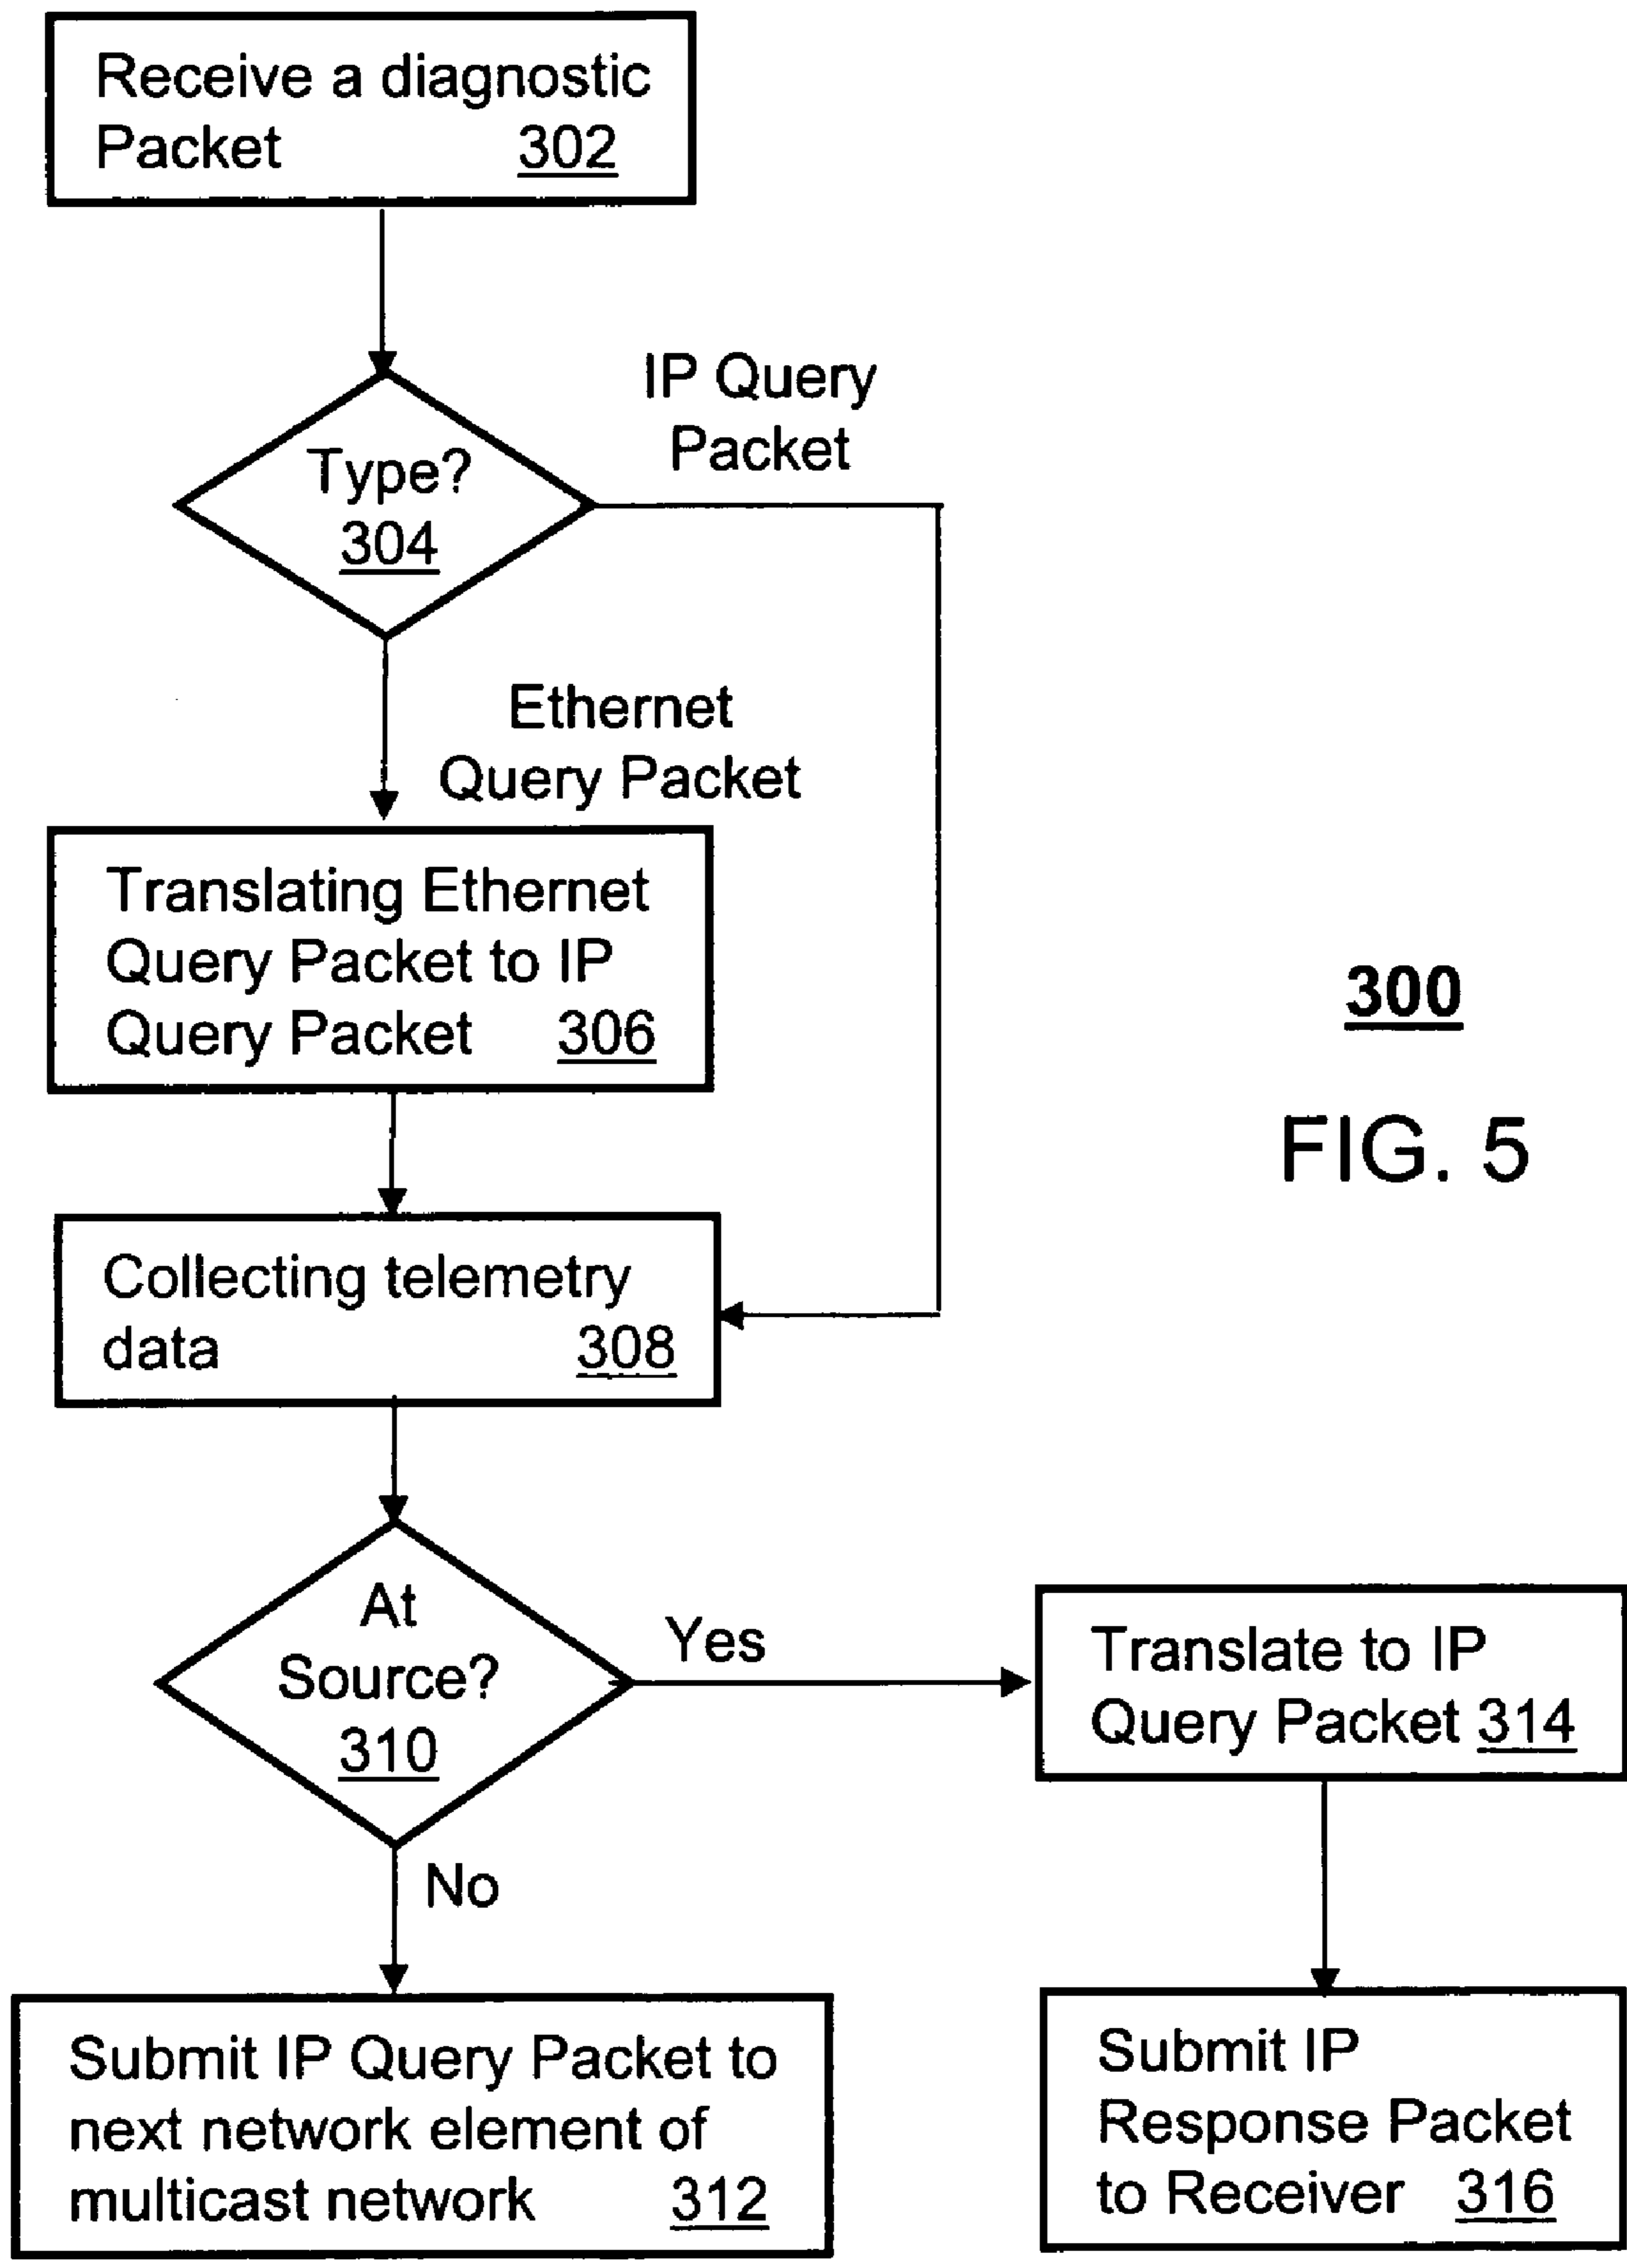 Receive a diagnostic
Packet 302
IP Query
Packet
Type?
304
Ethernet
Query Packet
Translating Ethernet
Query Packet to IP
Query Packet 306
300
FIG. 5
Collecting telemetry
data 308
At
Source?
310
Yes
No
Translate to IP
Query Packet 314
Submit IP Query Packet to
next network element of
multicast network 312
Submit IP
Response Packet
to Receiver 316